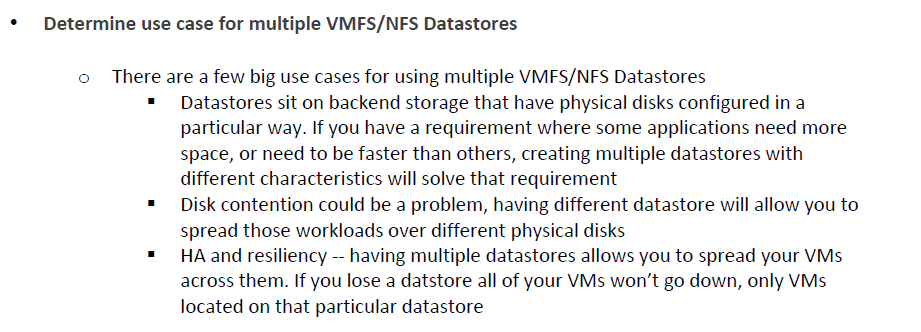 • Determine use case for multiple VMFS/NFS Datastores
o There are a few big use cases for using multiple VMFS/NFS Datastores
▪ Datastores sit on backend storage that have physical disks configured in a
particular way. If you have a requirement where some applications need more
space, or need to be faster than others, creating multiple datastores with
different characteristics will solve that requirement
▪ Disk contention could be a problem, having different datastore will allow you to
spread those workloads over different physical disks
▪ HA and resiliency -- having multiple datastores allows you to spread your VMs
across them. If you lose a datstore all of your VMs won’t go down, only VMs
located on that particular datastore